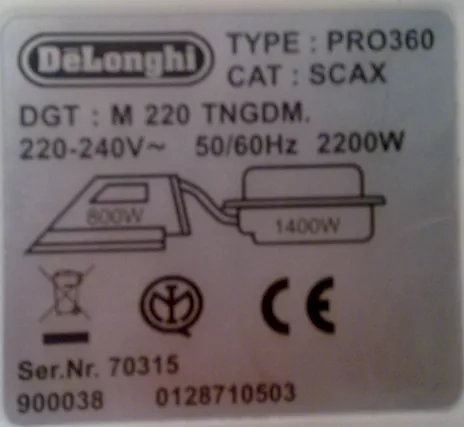 DeLonghi
TYPE : PRO360
CAT : SCAX
DGT : M 220 TNGDM.
220-240V~ 50/60Hz 2200W
800W
1400W
CE
Ser.Nr. 70315
900038 0128710503